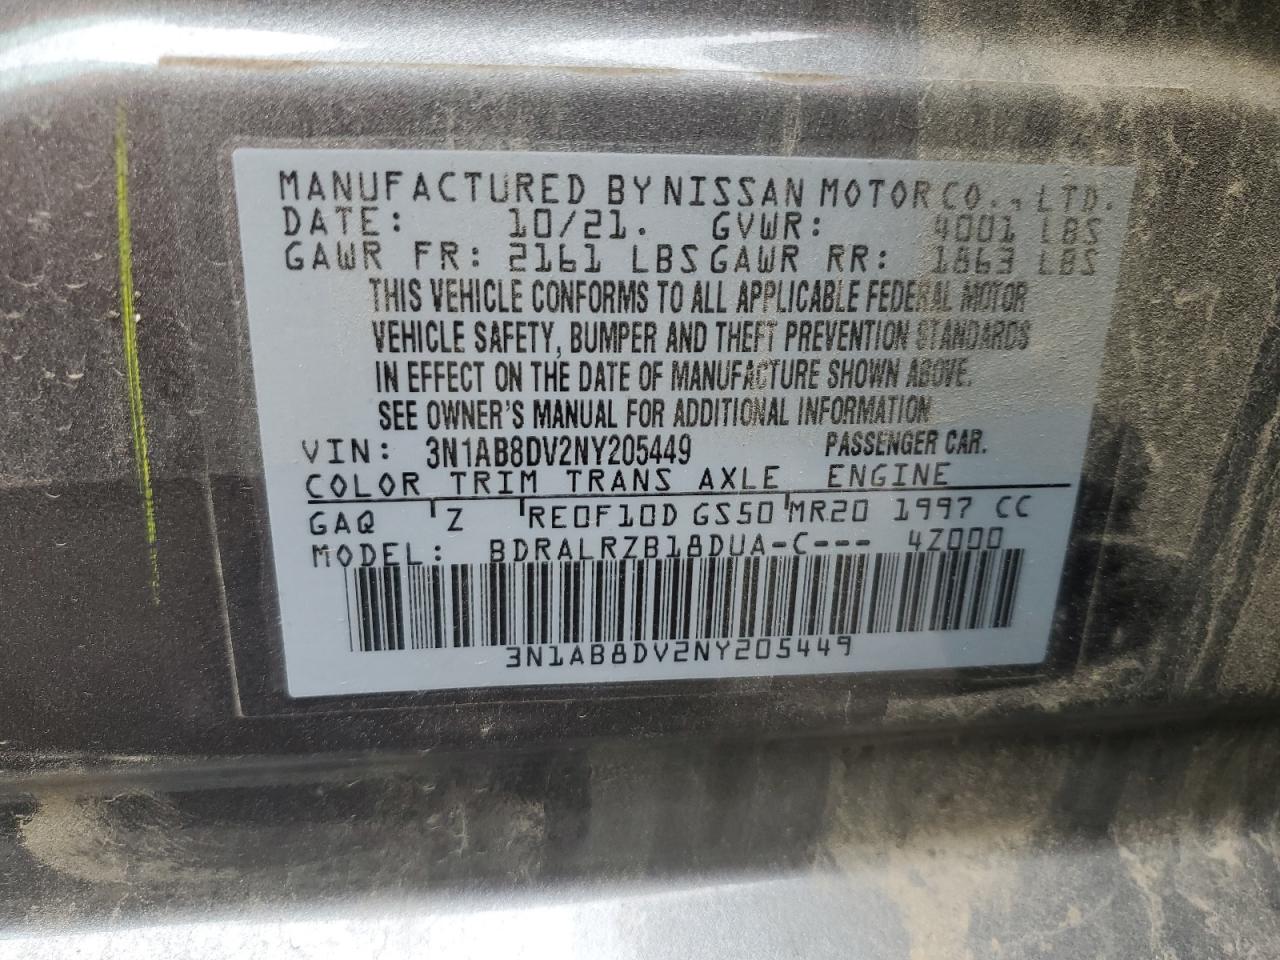 MANUFACTURED BY NISSAN MOTOR CO., LTD.
DATE: 10/21. GVWR: 4001 LBS
GAWR FR: 2161 LBS GAWR RR: 1863 LBS
THIS VEHICLE CONFORMS TO ALL APPLICABLE FEDERAL MOTOR
VEHICLE SAFETY, BUMPER AND THEFT PREVENTION STANDARDS
IN EFFECT ON THE DATE OF MANUFACTURE SHOWN ABOVE.
SEE OWNER'S MANUAL FOR ADDITIONAL INFORMATION
VIN: 3N1AB8DV2NY205449 PASSENGER CAR.
COLOR TRIM TRANS AXLE ENGINE
GAQ Z RE0F10D GS50 MR20 1997 CC
MODEL: BDRALRZB18DUA-C--- 4Z000
3N1AB8DV2NY205449